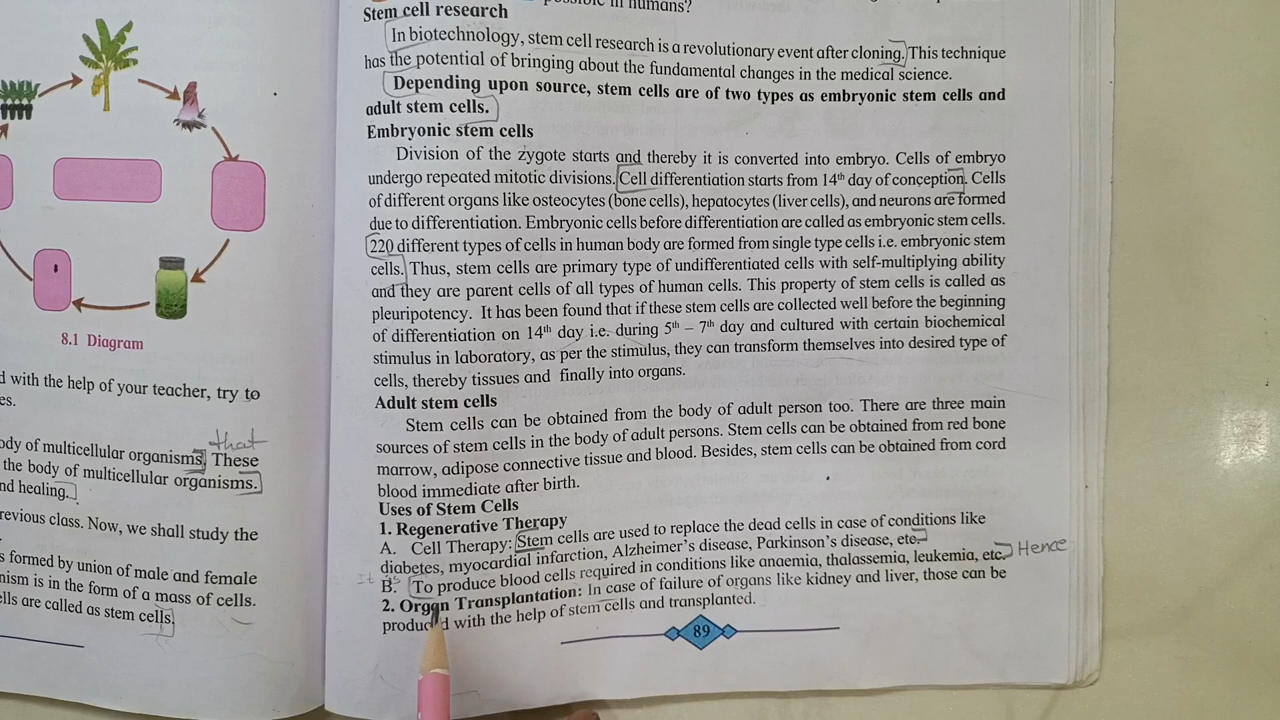 8.1 Diagram
d with the help of your teacher, try to
es.
that
ody of multicellular organisms. These
the body of multicellular organisms.
nd healing.
revious class. Now, we shall study the
s formed by union of male and female
nism is in the form of a mass of cells.
ells are called as stem cells.
possible in humans?
Stem cell research
In biotechnology, stem cell research is a revolutionary event after cloning. This technique
has the potential of bringing about the fundamental changes in the medical science.
Depending upon source, stem cells are of two types as embryonic stem cells and
adult stem cells.
Embryonic stem cells
Division of the zygote starts and thereby it is converted into embryo. Cells of embryo
undergo repeated mitotic divisions. Cell differentiation starts from 14th day of conception. Cells
of different organs like osteocytes (bone cells), hepatocytes (liver cells), and neurons are formed
due to differentiation. Embryonic cells before differentiation are called as embryonic stem cells.
220 different types of cells in human body are formed from single type cells i.e. embryonic stem
cells. Thus, stem cells are primary type of undifferentiated cells with self-multiplying ability
and they are parent cells of all types of human cells. This property of stem cells is called as
pleuripotency. It has been found that if these stem cells are collected well before the beginning
of differentiation on 14th day i.e. during 5th – 7th day and cultured with certain biochemical
stimulus in laboratory, as per the stimulus, they can transform themselves into desired type of
cells, thereby tissues and finally into organs.
Adult stem cells
Stem cells can be obtained from the body of adult person too. There are three main
sources of stem cells in the body of adult persons. Stem cells can be obtained from red bone
marrow, adipose connective tissue and blood. Besides, stem cells can be obtained from cord
blood immediate after birth.
Uses of Stem Cells
1. Regenerative Therapy
A. Cell Therapy: Stem cells are used to replace the dead cells in case of conditions like
diabetes, myocardial infarction, Alzheimer's disease, Parkinson's disease, etc.
It is
B. To produce blood cells required in conditions like anaemia, thalassemia, leukemia, etc. Hence
2. Organ Transplantation: In case of failure of organs like kidney and liver, those can be
produced with the help of stem cells and transplanted.
89